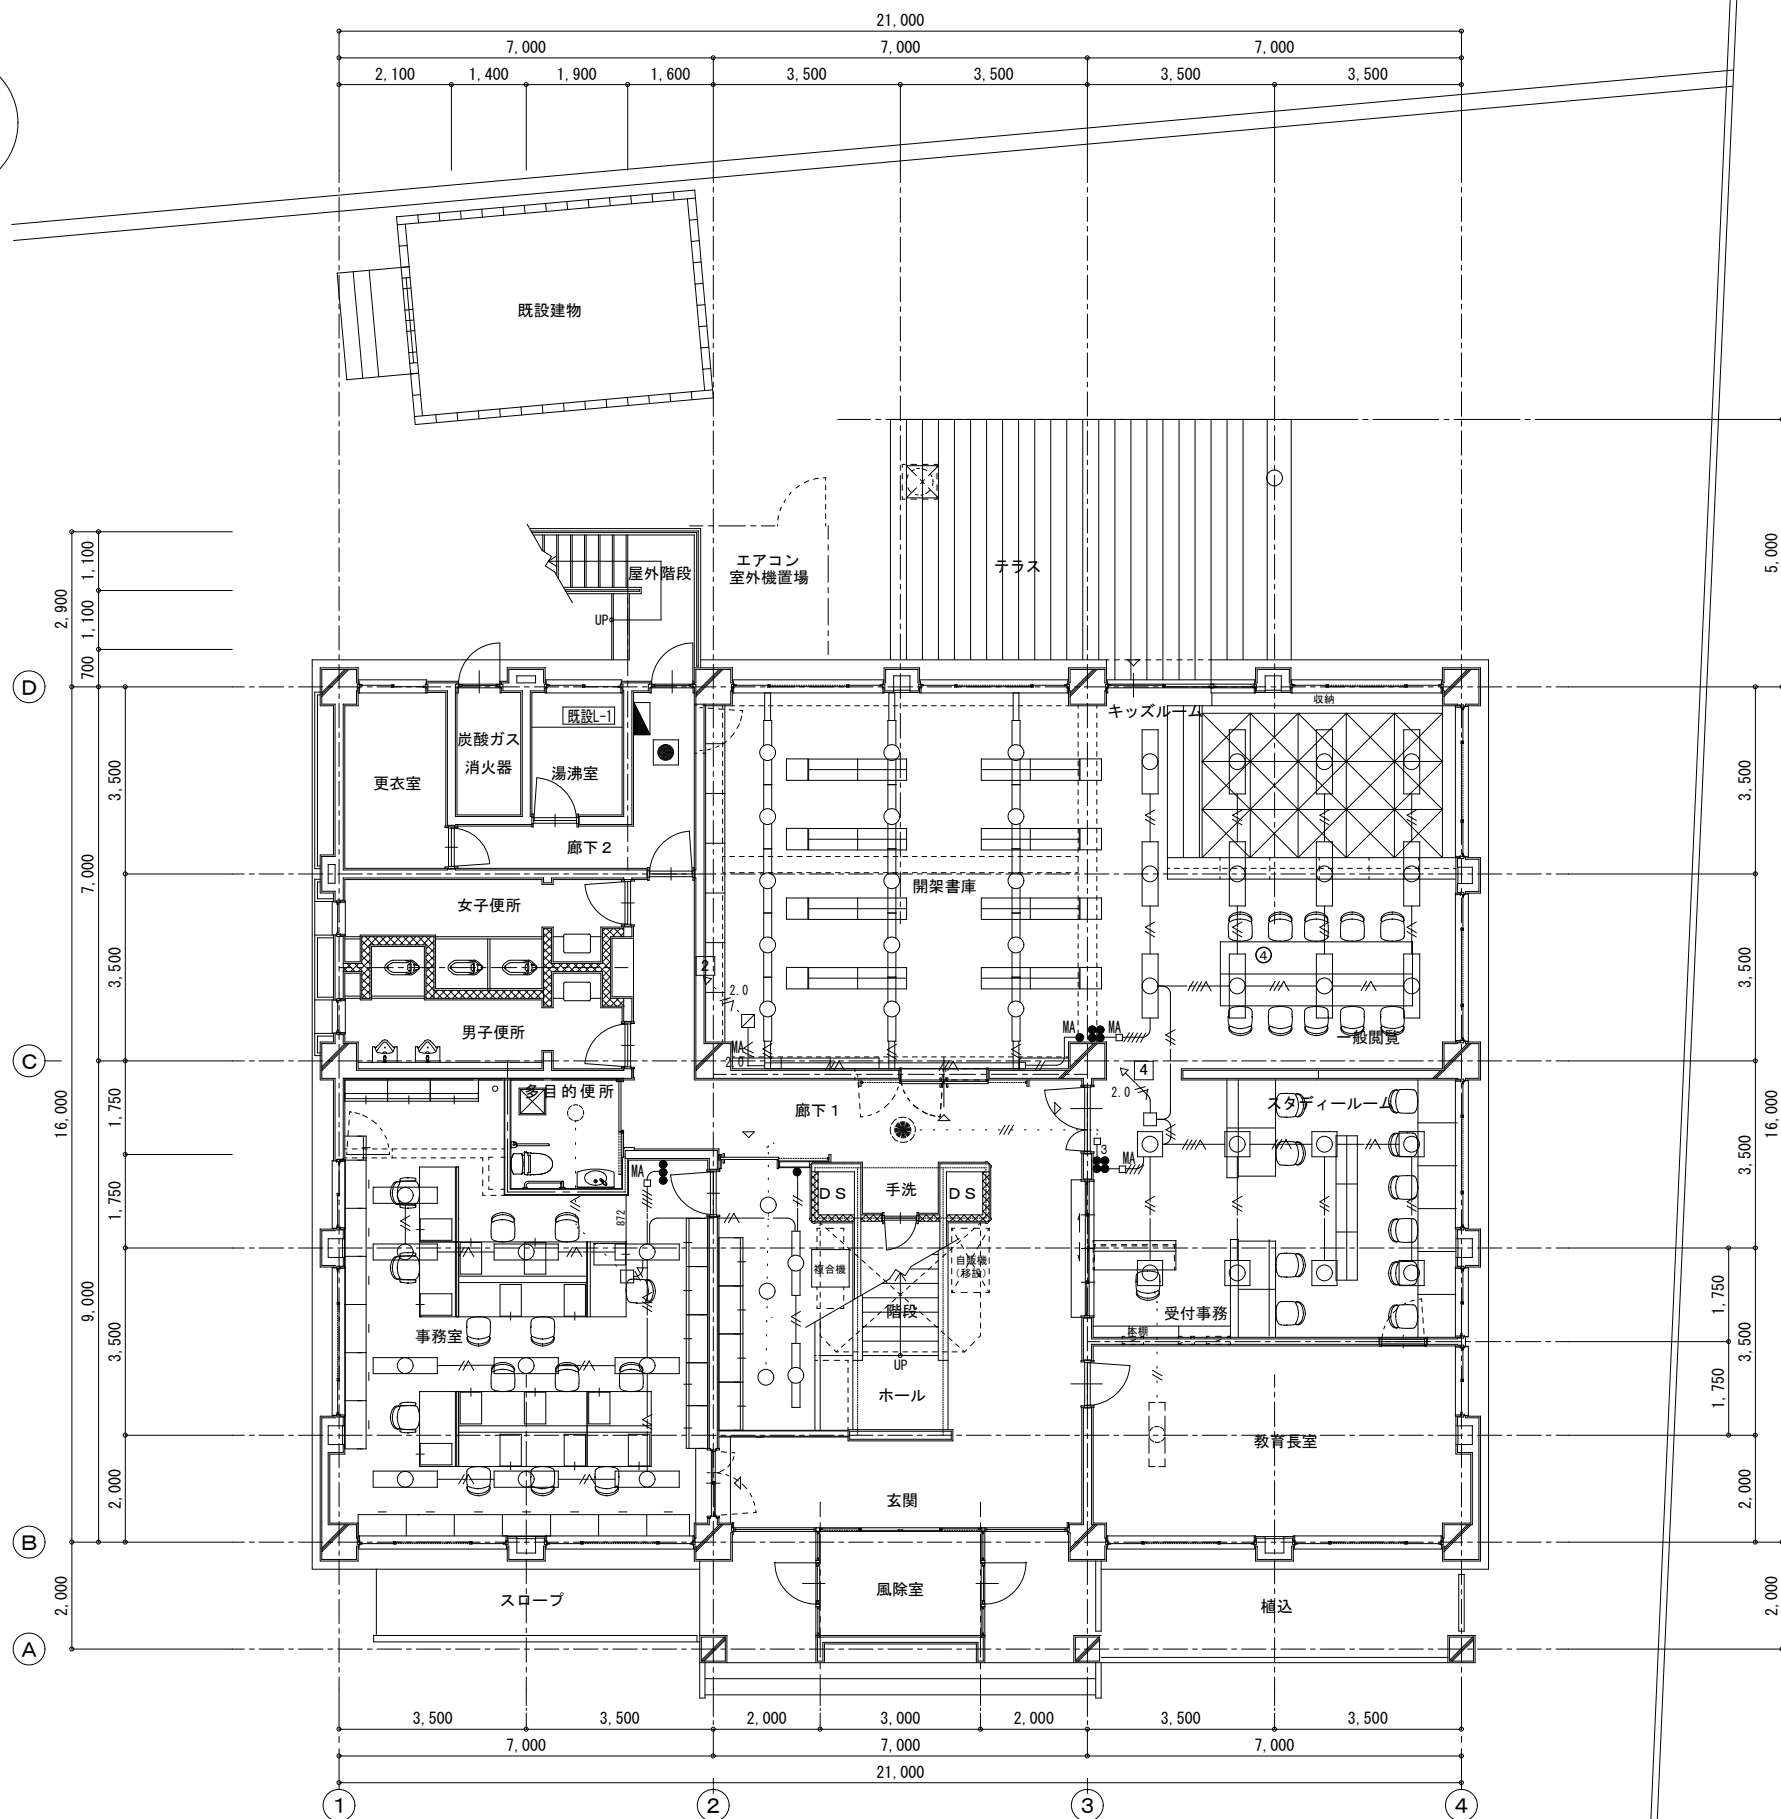 21,000
7,000
7,000
7,000
2,100
1,400
1,900
1,600
3,500
3,500
3,500
3,500
既設建物
1,100
1,100
700
2,900
5,000
屋外階段
UP
エアコン
室外機置場
テラス
D
既設L-1
炭酸ガス
消火器
湯沸室
更衣室
廊下2
キッズルーム
収納
開架書庫
女子便所
男子便所
2
2.0
MA
2.0
MA
MA
④
一般閲覧
3,500
3,500
7,000
3,500
3,500
C
多目的便所
廊下1
4
2.0
スタディールーム
3
MA
MA
872
DS
手洗
DS
複合機
自販機
(移設)
階段
UP
ホール
事務室
受付事務
本棚
教育長室
玄関
1,750
1,750
3,500
2,000
9,000
16,000
3,500
1,750
3,500
1,750
2,000
16,000
B
スロープ
風除室
植込
2,000
2,000
A
3,500
3,500
2,000
3,000
2,000
3,500
3,500
7,000
7,000
7,000
21,000
1
2
3
4